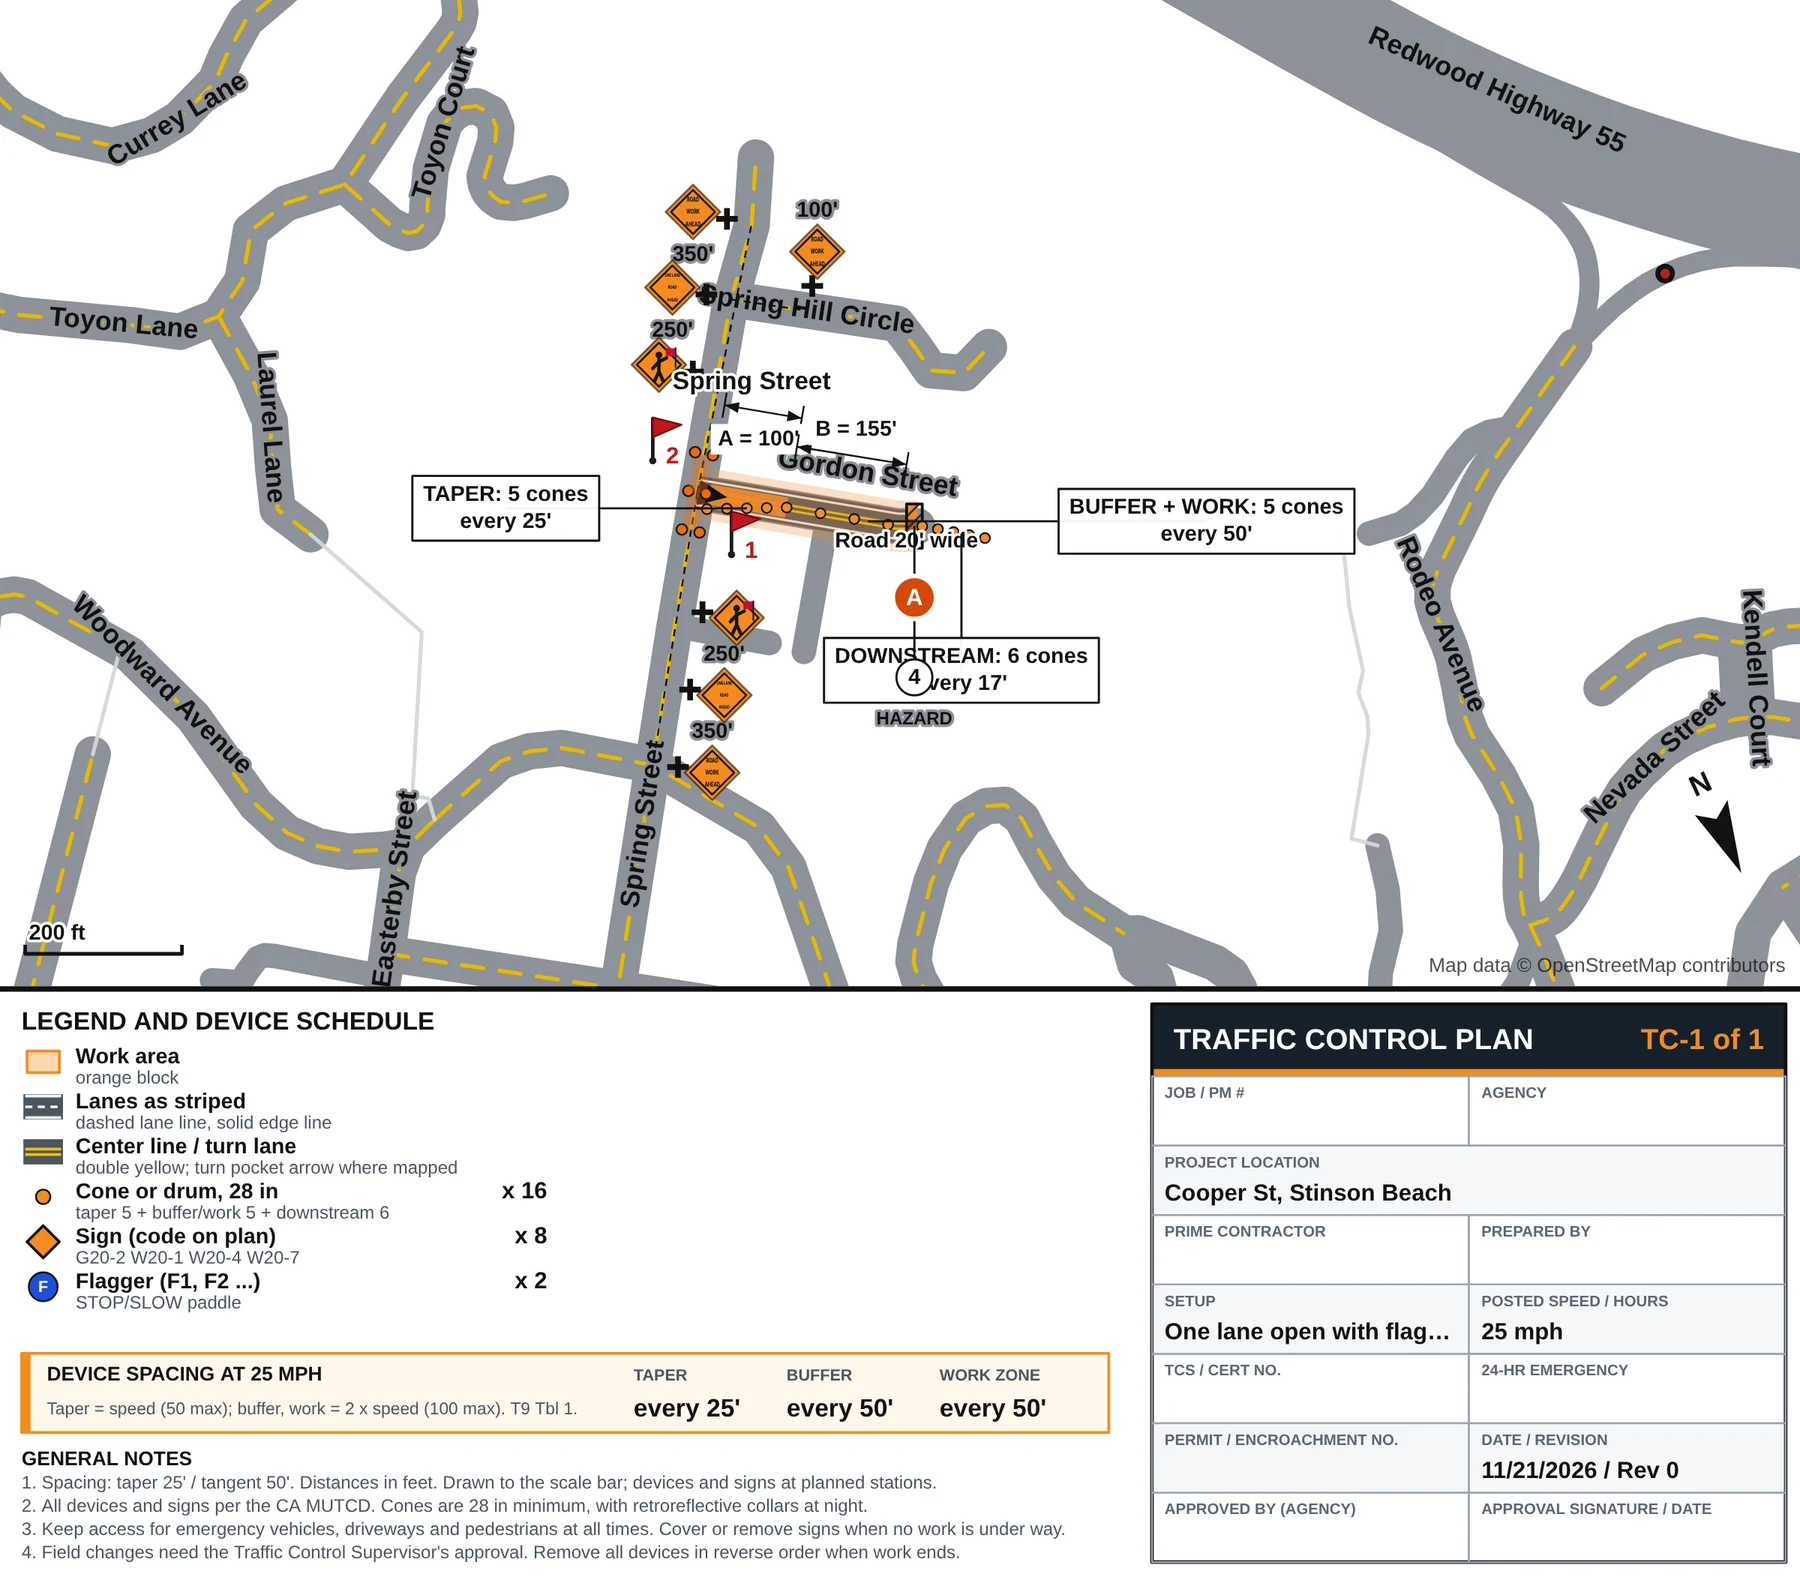 Redwood Highway 55
Currey Lane
Toyon Court
100'
ROAD WORK AHEAD
ROAD WORK AHEAD
350'
Spring Hill Circle
Toyon Lane
250'
Laurel Lane
Spring Street
B = 155'
A = 100'
2
Gordon Street
TAPER: 5 cones
every 25'
BUFFER + WORK: 5 cones
every 50'
Road 20' wide
1
A
Rodeo Avenue
Kendell Court
Woodward Avenue
250'
DOWNSTREAM: 6 cones
every 17'
4
HAZARD
350'
Nevada Street
ROAD WORK AHEAD
N
Spring Street
Easterby Street
200 ft
Map data © OpenStreetMap contributors
LEGEND AND DEVICE SCHEDULE
Work area
orange block
Lanes as striped
dashed lane line, solid edge line
Center line / turn lane
double yellow; turn pocket arrow where mapped
Cone or drum, 28 in x 16
taper 5 + buffer/work 5 + downstream 6
Sign (code on plan) x 8
G20-2 W20-1 W20-4 W20-7
F Flagger (F1, F2 ...) x 2
STOP/SLOW paddle
DEVICE SPACING AT 25 MPH TAPER BUFFER WORK ZONE
Taper = speed (50 max); buffer, work = 2 x speed (100 max). T9 Tbl 1. every 25' every 50' every 50'
GENERAL NOTES
1. Spacing: taper 25' / tangent 50'. Distances in feet. Drawn to the scale bar; devices and signs at planned stations.
2. All devices and signs per the CA MUTCD. Cones are 28 in minimum, with retroreflective collars at night.
3. Keep access for emergency vehicles, driveways and pedestrians at all times. Cover or remove signs when no work is under way.
4. Field changes need the Traffic Control Supervisor's approval. Remove all devices in reverse order when work ends.
TRAFFIC CONTROL PLAN TC-1 of 1
JOB / PM # AGENCY
PROJECT LOCATION
Cooper St, Stinson Beach
PRIME CONTRACTOR PREPARED BY
SETUP POSTED SPEED / HOURS
One lane open with flag... 25 mph
TCS / CERT NO. 24-HR EMERGENCY
PERMIT / ENCROACHMENT NO. DATE / REVISION
11/21/2026 / Rev 0
APPROVED BY (AGENCY) APPROVAL SIGNATURE / DATE